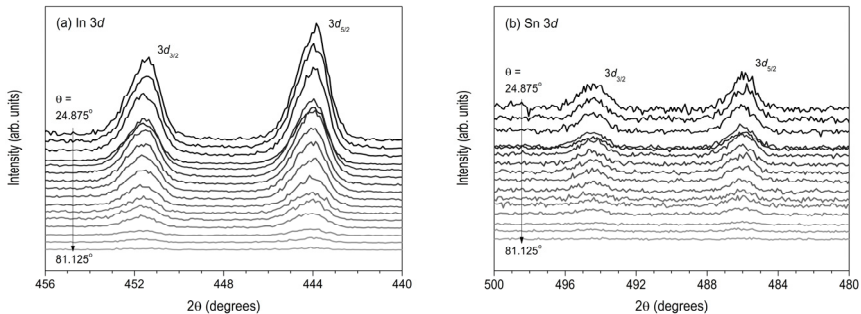 (a) In 3d
3d3/2
3d5/2
θ =
24.875°
81.125°
Intensity (arb. units)
456 452 448 444 440
2θ (degrees)
(b) Sn 3d
3d3/2
3d5/2
θ =
24.875°
81.125°
Intensity (arb. units)
500 496 492 488 484 480
2θ (degrees)